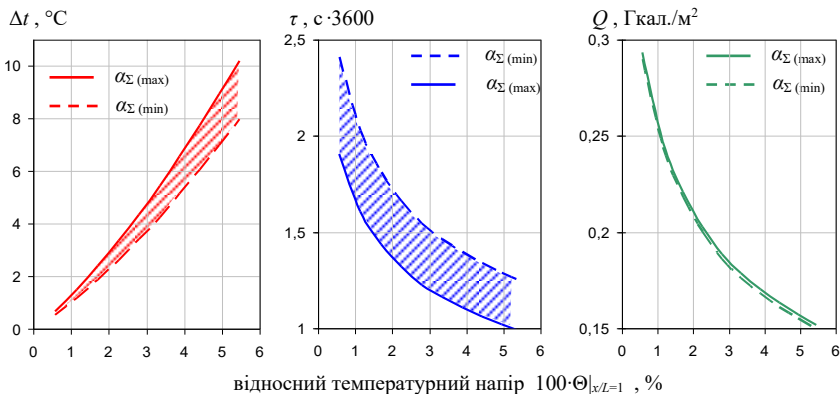 Δt , °C
τ , с·3600
Q , Гкал./м²
10
8
6
4
2
0
α_Σ (max)
α_Σ (min)
0 1 2 3 4 5 6
2,5
2
1,5
1
α_Σ (min)
α_Σ (max)
0 1 2 3 4 5 6
0,3
0,25
0,2
0,15
α_Σ (max)
α_Σ (min)
0 1 2 3 4 5 6
відносний температурний напір 100·Θ|x/L=1 , %